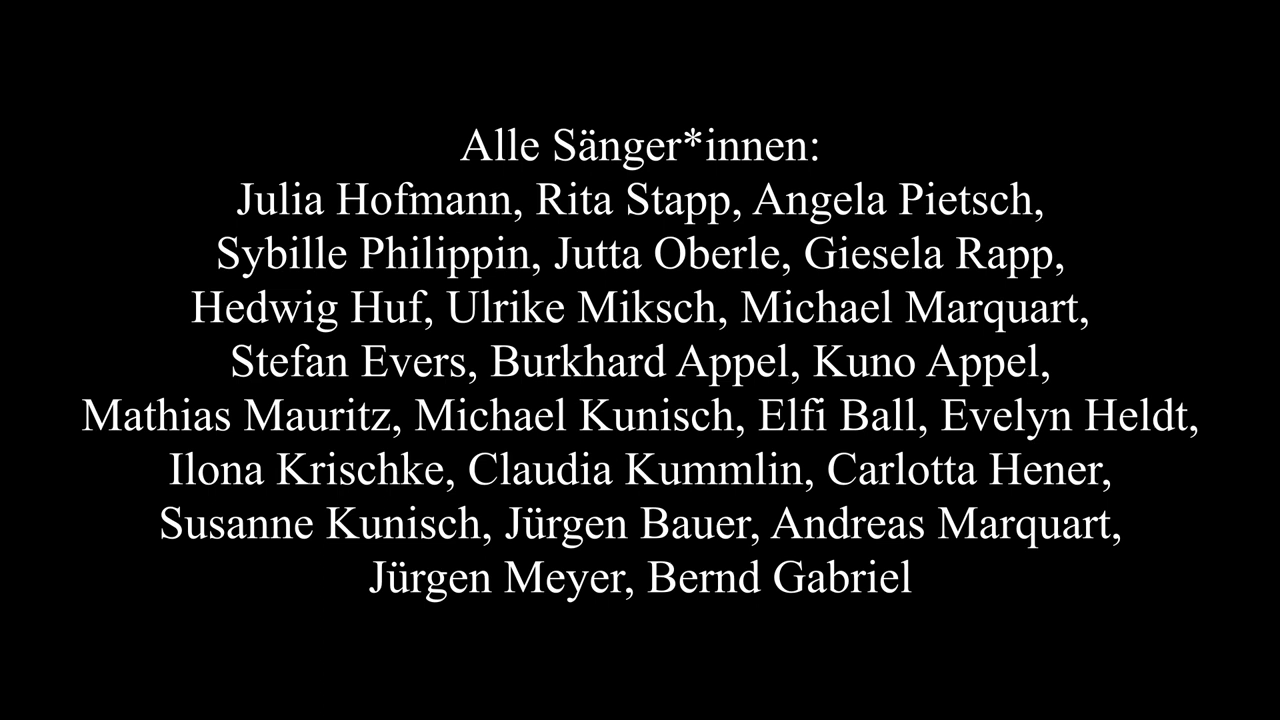 Alle Sänger*innen:
Julia Hofmann, Rita Stapp, Angela Pietsch,
Sybille Philippin, Jutta Oberle, Giesela Rapp,
Hedwig Huf, Ulrike Miksch, Michael Marquart,
Stefan Evers, Burkhard Appel, Kuno Appel,
Mathias Mauritz, Michael Kunisch, Elfi Ball, Evelyn Heldt,
Ilona Krischke, Claudia Kummlin, Carlotta Hener,
Susanne Kunisch, Jürgen Bauer, Andreas Marquart,
Jürgen Meyer, Bernd Gabriel